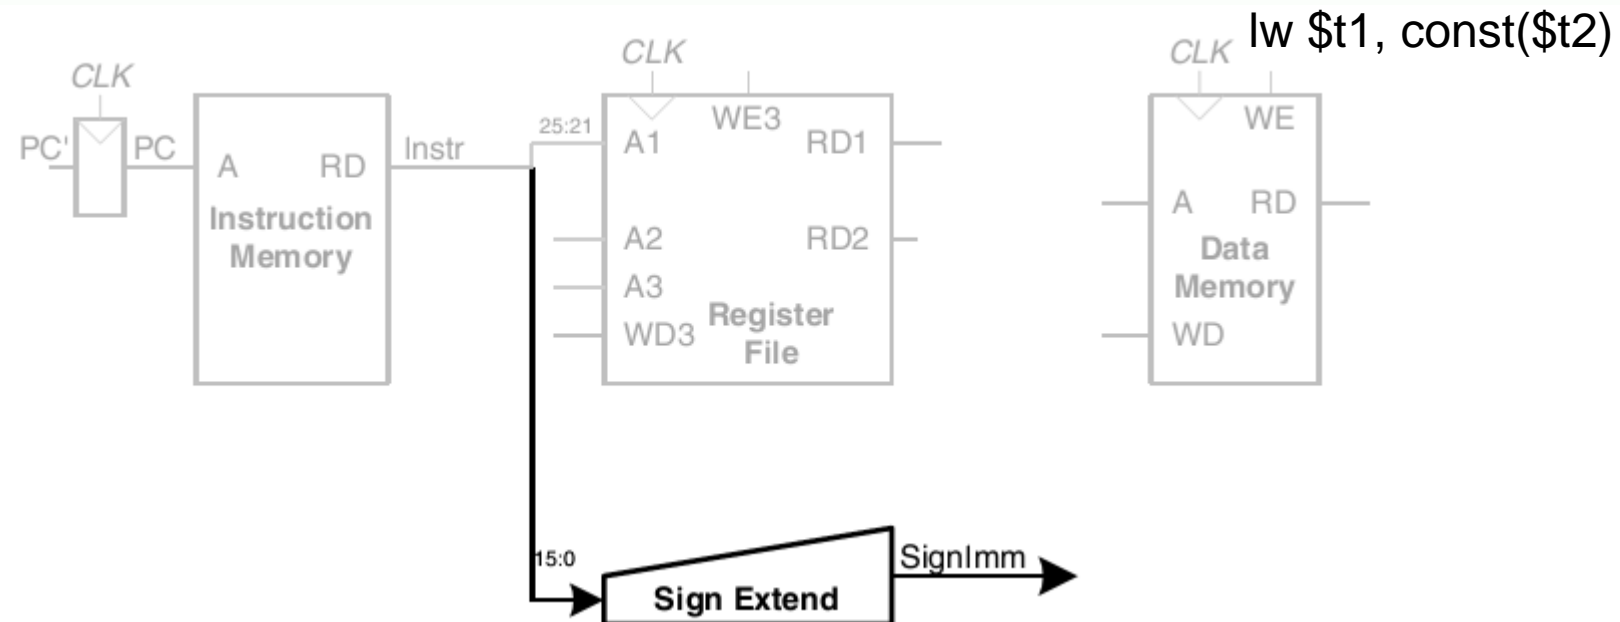 lw $t1, const($t2)
CLK
CLK
CLK
PC'
PC
A
RD
Instruction
Memory
Instr
25:21
A1
WE3
RD1
A2
RD2
A3
WD3
Register
File
WE
A
RD
Data
Memory
WD
15:0
Sign Extend
SignImm